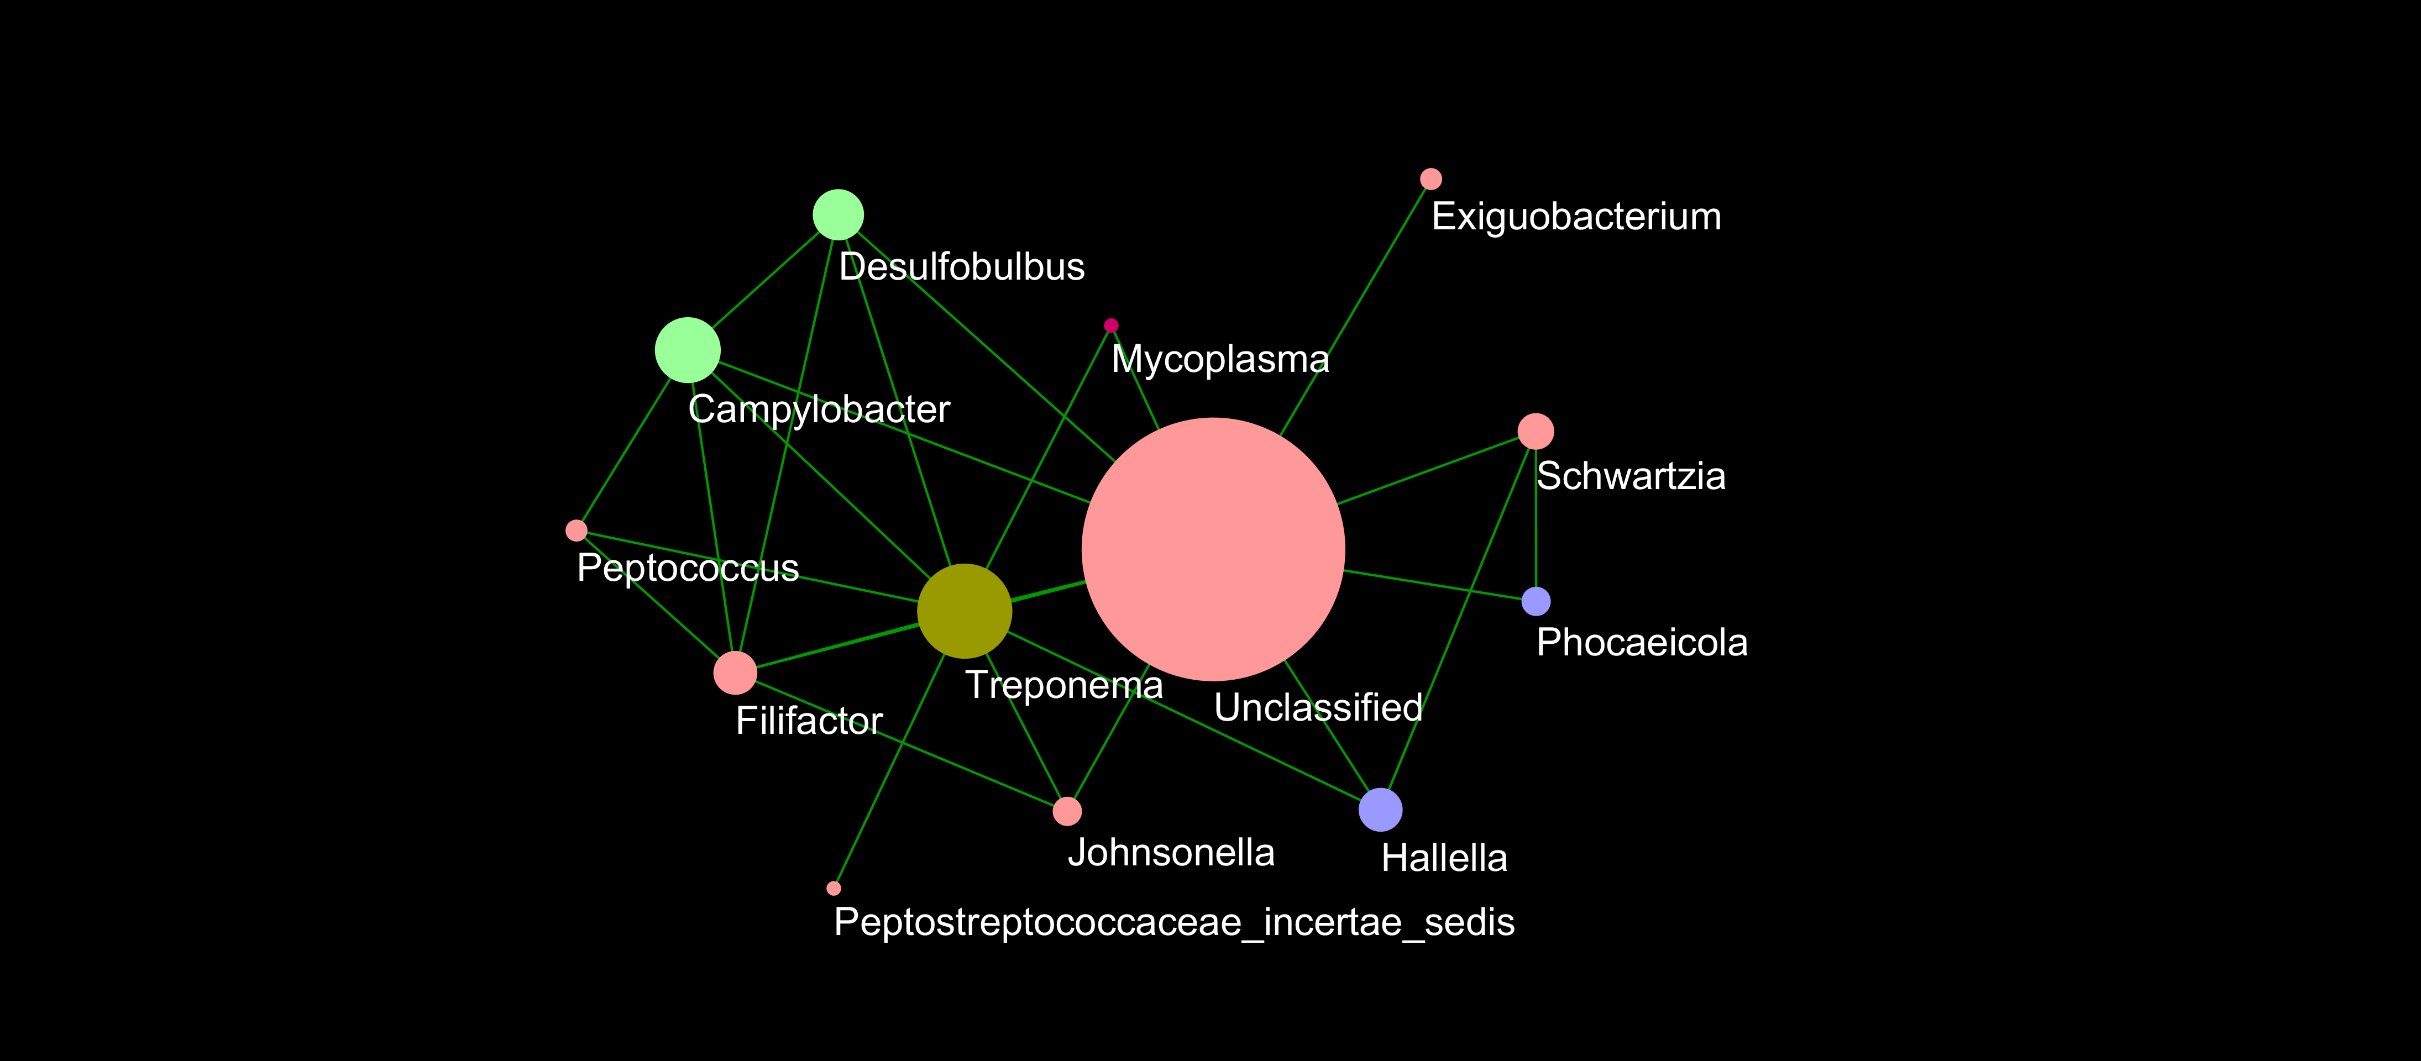 Exiguobacterium
Desulfobulbus
Mycoplasma
Campylobacter
Schwartzia
Peptococcus
Phocaeicola
Treponema
Unclassified
Filifactor
Johnsonella
Hallella
Peptostreptococcaceae_incertae_sedis